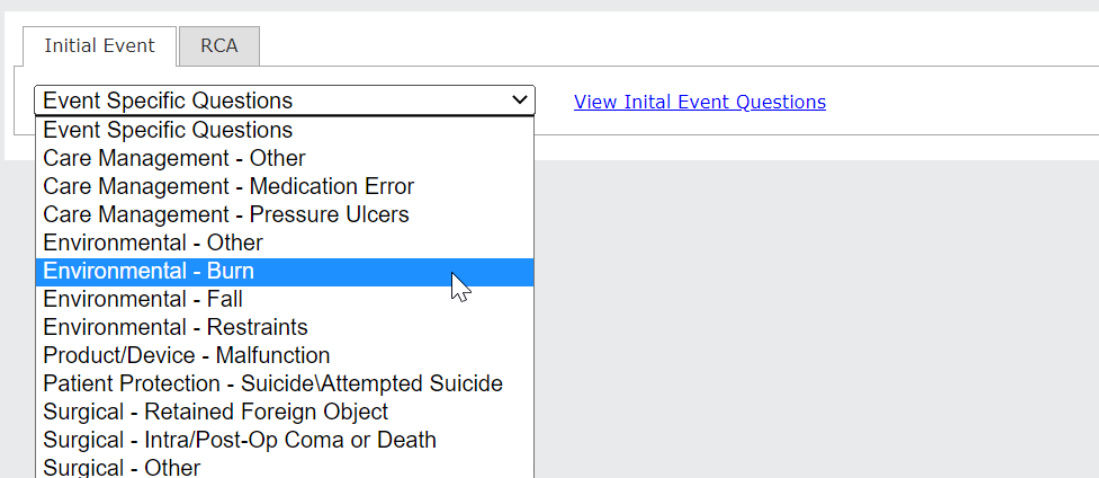 Initial Event
RCA
Event Specific Questions
View Inital Event Questions
Event Specific Questions
Care Management - Other
Care Management - Medication Error
Care Management - Pressure Ulcers
Environmental - Other
Environmental - Burn
Environmental - Fall
Environmental - Restraints
Product/Device - Malfunction
Patient Protection - Suicide\Attempted Suicide
Surgical - Retained Foreign Object
Surgical - Intra/Post-Op Coma or Death
Surgical - Other